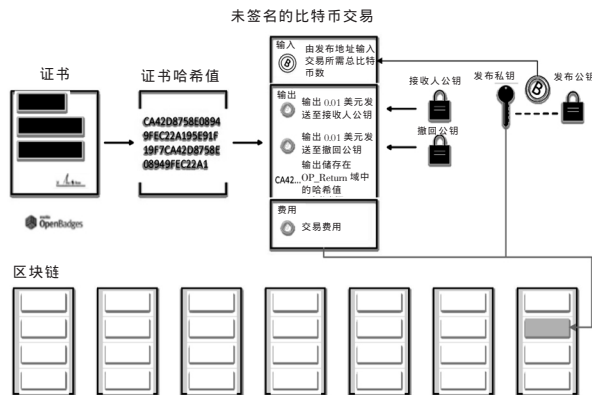 未签名的比特币交易
证书
证书哈希值
CA42D8758E0894
9FEC22A195E91F
19F7CA42D8758E
08949FEC22A1
OpenBadges
输入
由发布地址输入
交易所需总比特
币数
输出
输出 0.01 美元发
送至接收人公钥
输出 0.01 美元发
送至撤回公钥
输出储存在
CA42... OP_Return 域中
的哈希值
费用
交易费用
接收人公钥
撤回公钥
发布私钥
发布公钥
区块链